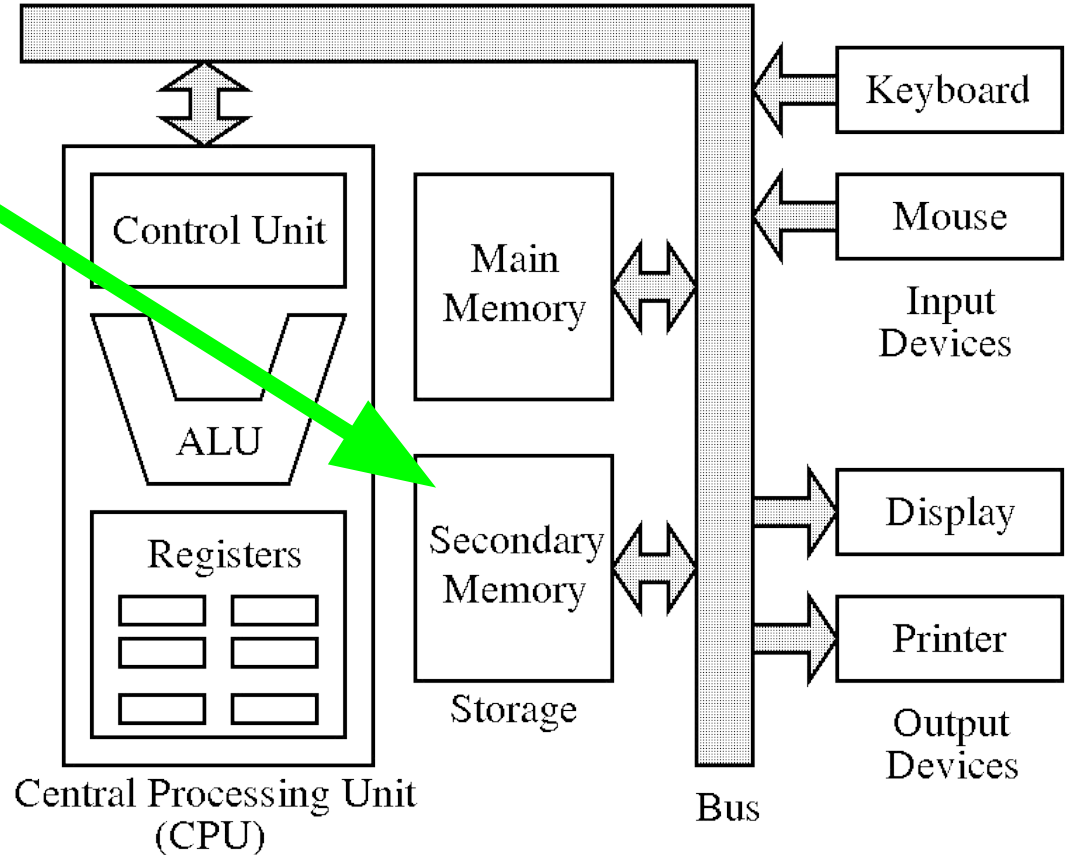 Control Unit
ALU
Registers
Central Processing Unit
(CPU)
Main
Memory
Secondary
Memory
Storage
Bus
Keyboard
Mouse
Input
Devices
Display
Printer
Output
Devices